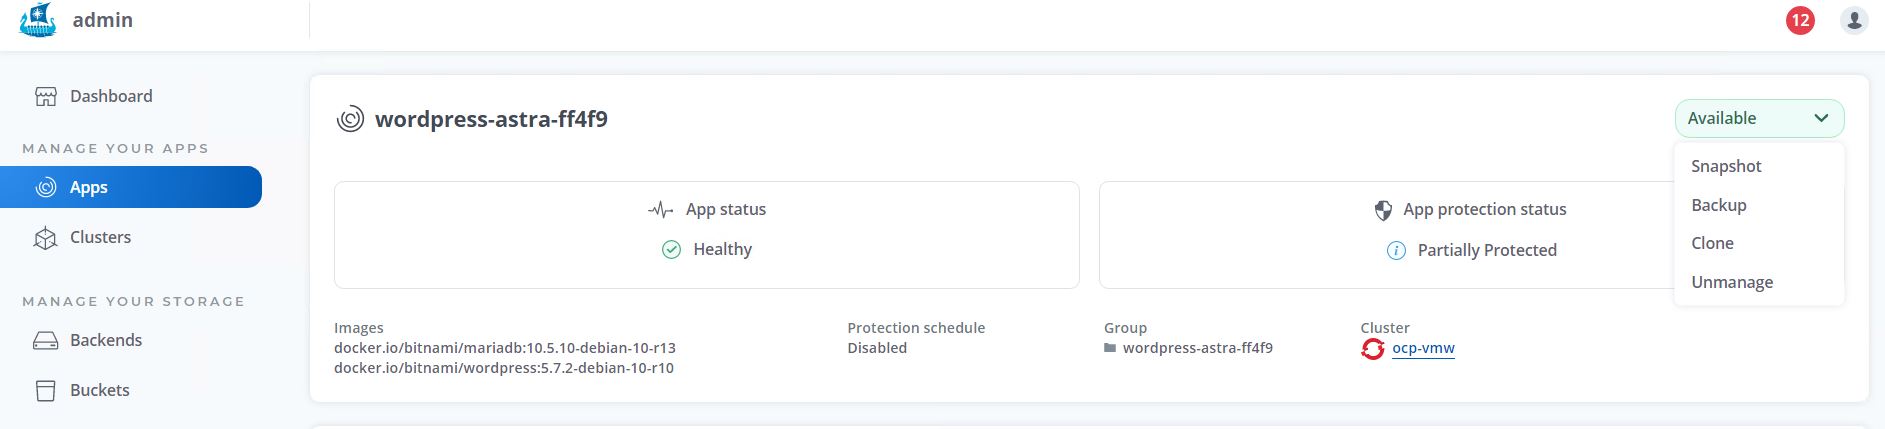 admin
12
Dashboard
MANAGE YOUR APPS
Apps
Clusters
MANAGE YOUR STORAGE
Backends
Buckets
wordpress-astra-ff4f9
Available
Snapshot
Backup
Clone
Unmanage
App status
Healthy
App protection status
Partially Protected
Images
docker.io/bitnami/mariadb:10.5.10-debian-10-r13
docker.io/bitnami/wordpress:5.7.2-debian-10-r10
Protection schedule
Disabled
Group
wordpress-astra-ff4f9
Cluster
ocp-vmw